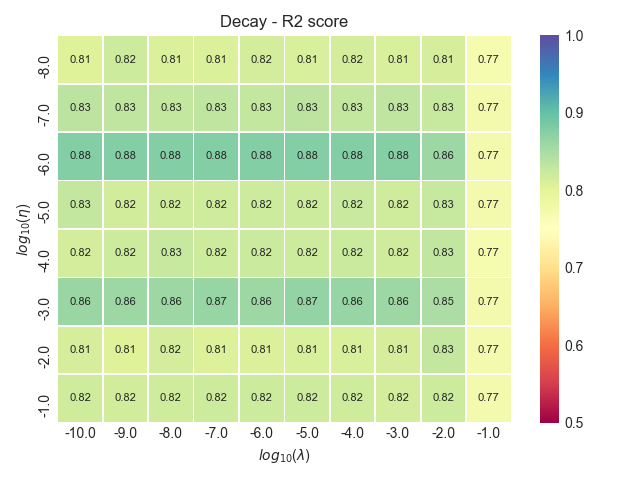 Decay - R2 score
-8.0 0.81 0.82 0.81 0.81 0.82 0.81 0.82 0.81 0.81 0.77
-7.0 0.83 0.83 0.83 0.83 0.83 0.83 0.83 0.83 0.83 0.77
-6.0 0.88 0.88 0.88 0.88 0.88 0.88 0.88 0.88 0.86 0.77
-5.0 0.83 0.82 0.82 0.82 0.82 0.82 0.82 0.82 0.83 0.77
-4.0 0.82 0.82 0.83 0.82 0.82 0.82 0.82 0.82 0.83 0.77
-3.0 0.86 0.86 0.86 0.87 0.86 0.87 0.86 0.86 0.85 0.77
-2.0 0.81 0.81 0.82 0.81 0.81 0.81 0.81 0.81 0.83 0.77
-1.0 0.82 0.82 0.82 0.82 0.82 0.82 0.82 0.82 0.82 0.77
-10.0 -9.0 -8.0 -7.0 -6.0 -5.0 -4.0 -3.0 -2.0 -1.0
log10(λ)
log10(η)
1.0
0.9
0.8
0.7
0.6
0.5